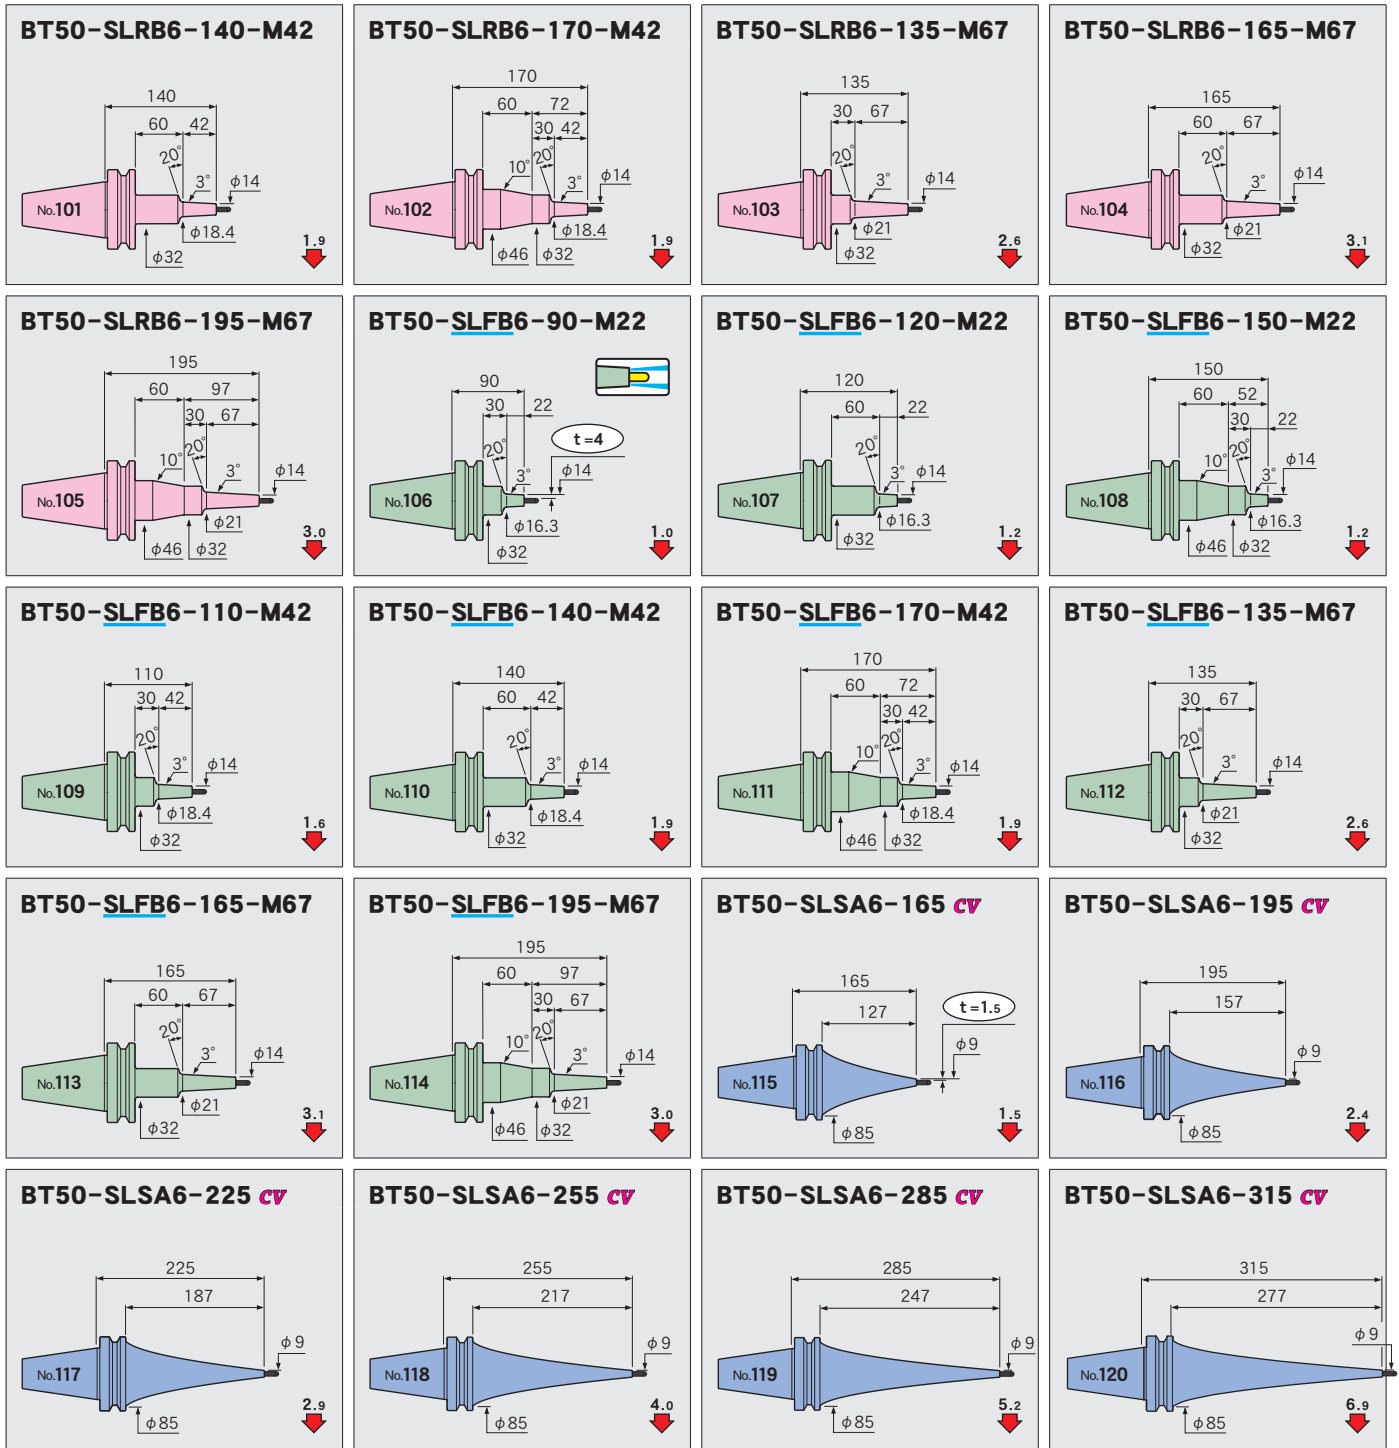 BT50-SLRB6-140-M42
140
60 42
20°
3°
φ14
No.101
φ18.4
φ32
1.9
BT50-SLRB6-170-M42
170
60 72
30 42
10°
20°
3°
φ14
No.102
φ18.4
φ46 φ32
1.9
BT50-SLRB6-135-M67
135
30 67
20°
3°
φ14
No.103
φ21
φ32
2.6
BT50-SLRB6-165-M67
165
60 67
20°
3°
φ14
No.104
φ21
φ32
3.1
BT50-SLRB6-195-M67
195
60 97
30 67
10°
20°
3°
φ14
No.105
φ21
φ46 φ32
3.0
BT50-SLFB6-90-M22
90
30 22
t=4
20°
3°
φ14
No.106
φ16.3
φ32
1.0
BT50-SLFB6-120-M22
120
60 22
20°
3°
φ14
No.107
φ16.3
φ32
1.2
BT50-SLFB6-150-M22
150
60 52
30 22
10°
20°
3°
φ14
No.108
φ16.3
φ46 φ32
1.2
BT50-SLFB6-110-M42
110
30 42
20°
3°
φ14
No.109
φ18.4
φ32
1.6
BT50-SLFB6-140-M42
140
60 42
20°
3°
φ14
No.110
φ18.4
φ32
1.9
BT50-SLFB6-170-M42
170
60 72
30 42
10°
20°
3°
φ14
No.111
φ18.4
φ46 φ32
1.9
BT50-SLFB6-135-M67
135
30 67
20°
3°
φ14
No.112
φ21
φ32
2.6
BT50-SLFB6-165-M67
165
60 67
20°
3°
φ14
No.113
φ21
φ32
3.1
BT50-SLFB6-195-M67
195
60 97
30 67
10°
20°
3°
φ14
No.114
φ21
φ46 φ32
3.0
BT50-SLSA6-165 CV
165
127
t=1.5
φ9
No.115
φ85
1.5
BT50-SLSA6-195 CV
195
157
φ9
No.116
φ85
2.4
BT50-SLSA6-225 CV
225
187
φ9
No.117
φ85
2.9
BT50-SLSA6-255 CV
255
217
φ9
No.118
φ85
4.0
BT50-SLSA6-285 CV
285
247
φ9
No.119
φ85
5.2
BT50-SLSA6-315 CV
315
277
φ9
No.120
φ85
6.9